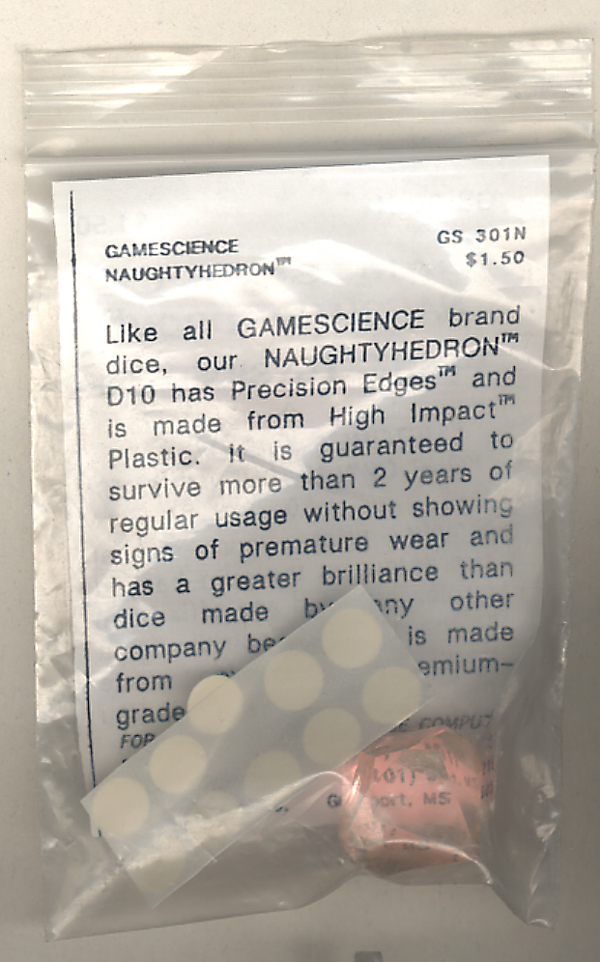 GAMESCIENCE GS 301N
NAUGHTYHEDRON™ $1.50
Like all GAMESCIENCE brand
dice, our NAUGHTYHEDRON™
D10 has Precision Edges™ and
is made from High Impact™
Plastic. It is guaranteed to
survive more than 2 years of
regular usage without showing
signs of premature wear and
has a greater brilliance than
dice made by any other
company is made
from
grade
FOR
MS